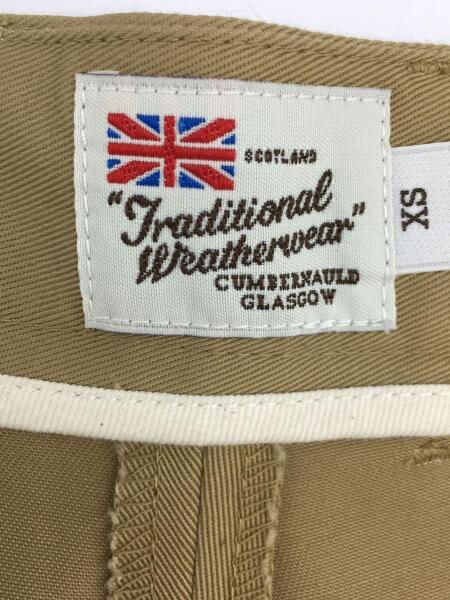 SCOTLAND
"Traditional
Weatherwear"
CUMBERNAULD
GLASGOW
XS